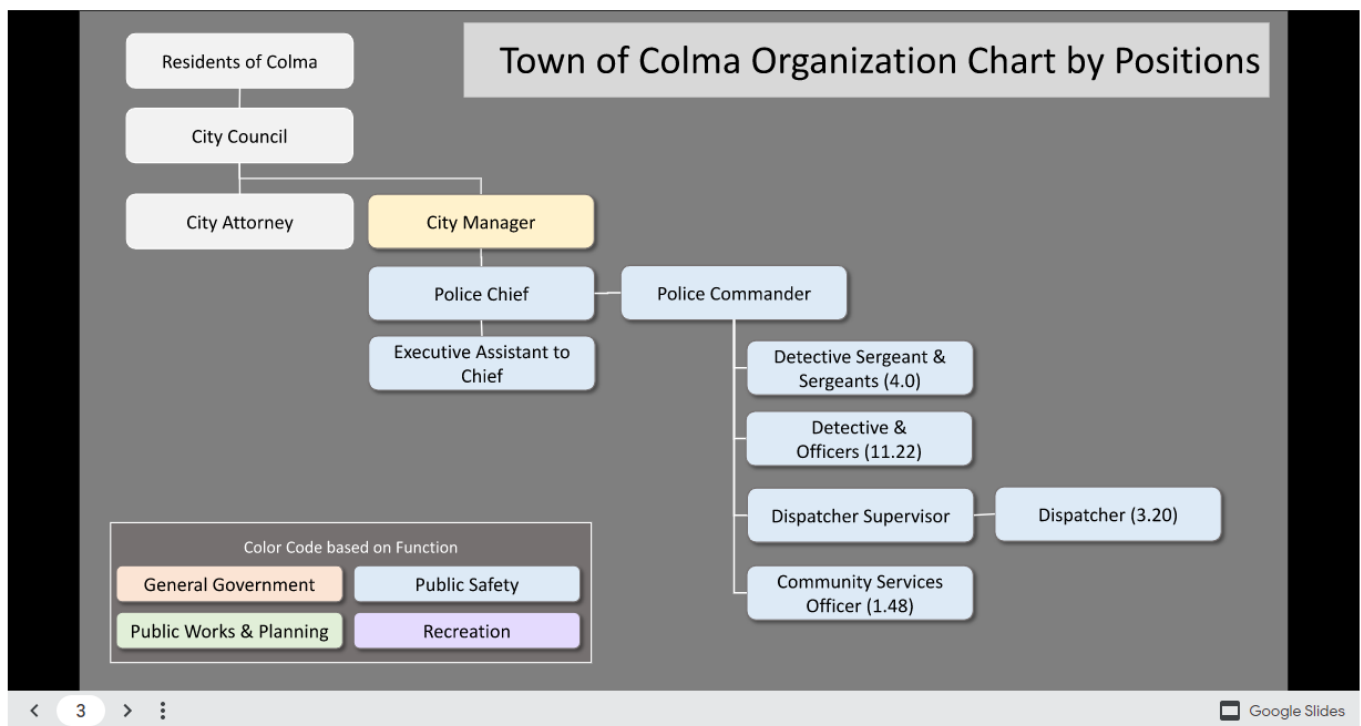 Residents of Colma
Town of Colma Organization Chart by Positions
City Council
City Attorney
City Manager
Police Chief
Police Commander
Executive Assistant to
Chief
Detective Sergeant &
Sergeants (4.0)
Detective &
Officers (11.22)
Dispatcher Supervisor
Dispatcher (3.20)
Community Services
Officer (1.48)
Color Code based on Function
General Government
Public Safety
Public Works & Planning
Recreation
3
Google Slides